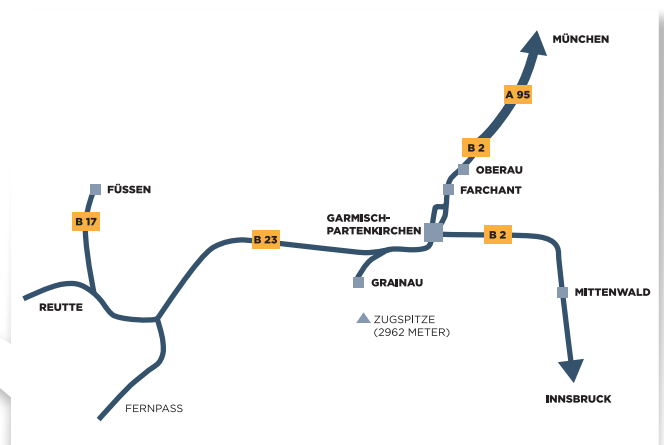 MÜNCHEN
A 95
B 2
OBERAU
FÜSSEN
FARCHANT
B 17
GARMISCH-
PARTENKIRCHEN
B 23
B 2
GRAINAU
MITTENWALD
REUTTE
ZUGSPITZE
(2962 METER)
INNSBRUCK
FERNPASS